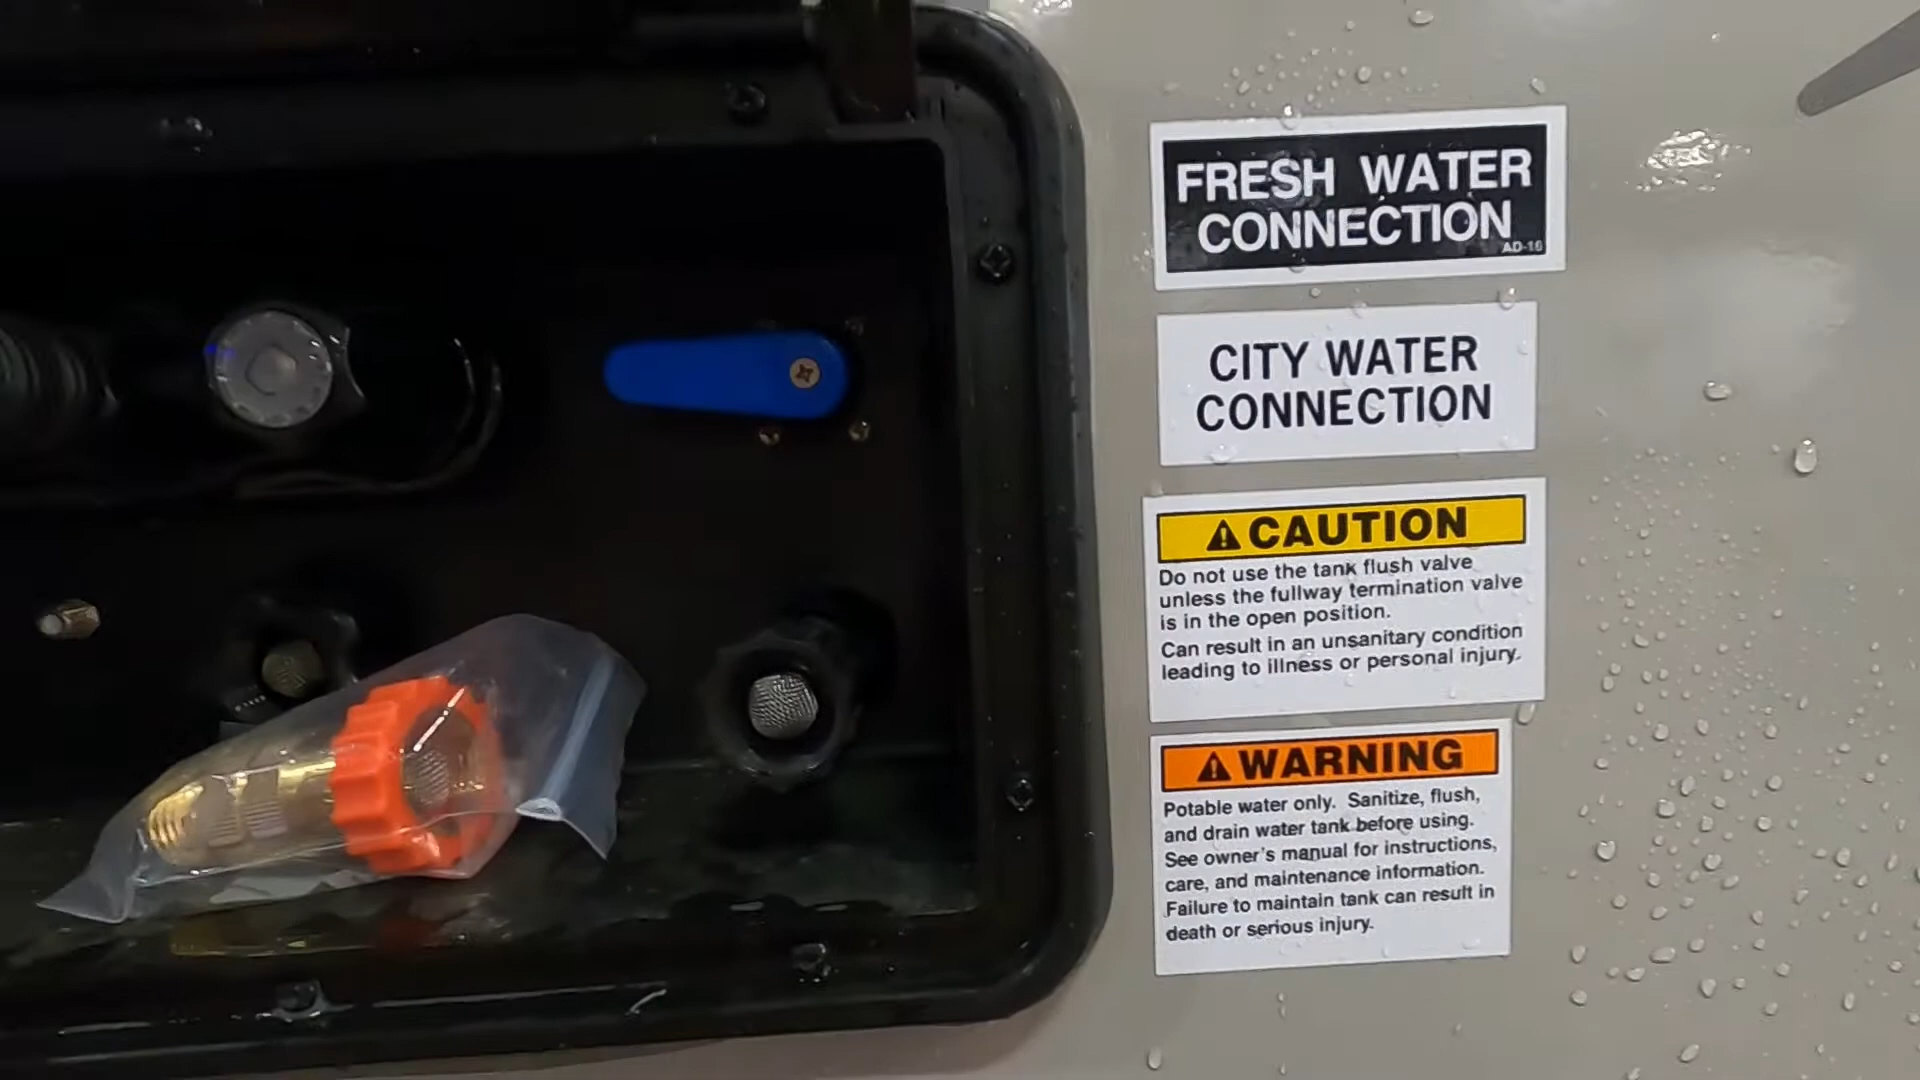 FRESH WATER
CONNECTION
AD-16
CITY WATER
CONNECTION
CAUTION
Do not use the tank flush valve
unless the fullway termination valve
is in the open position.
Can result in an unsanitary condition
leading to illness or personal injury.
WARNING
Potable water only. Sanitize, flush,
and drain water tank before using.
See owner's manual for instructions,
care, and maintenance information.
Failure to maintain tank can result in
death or serious injury.